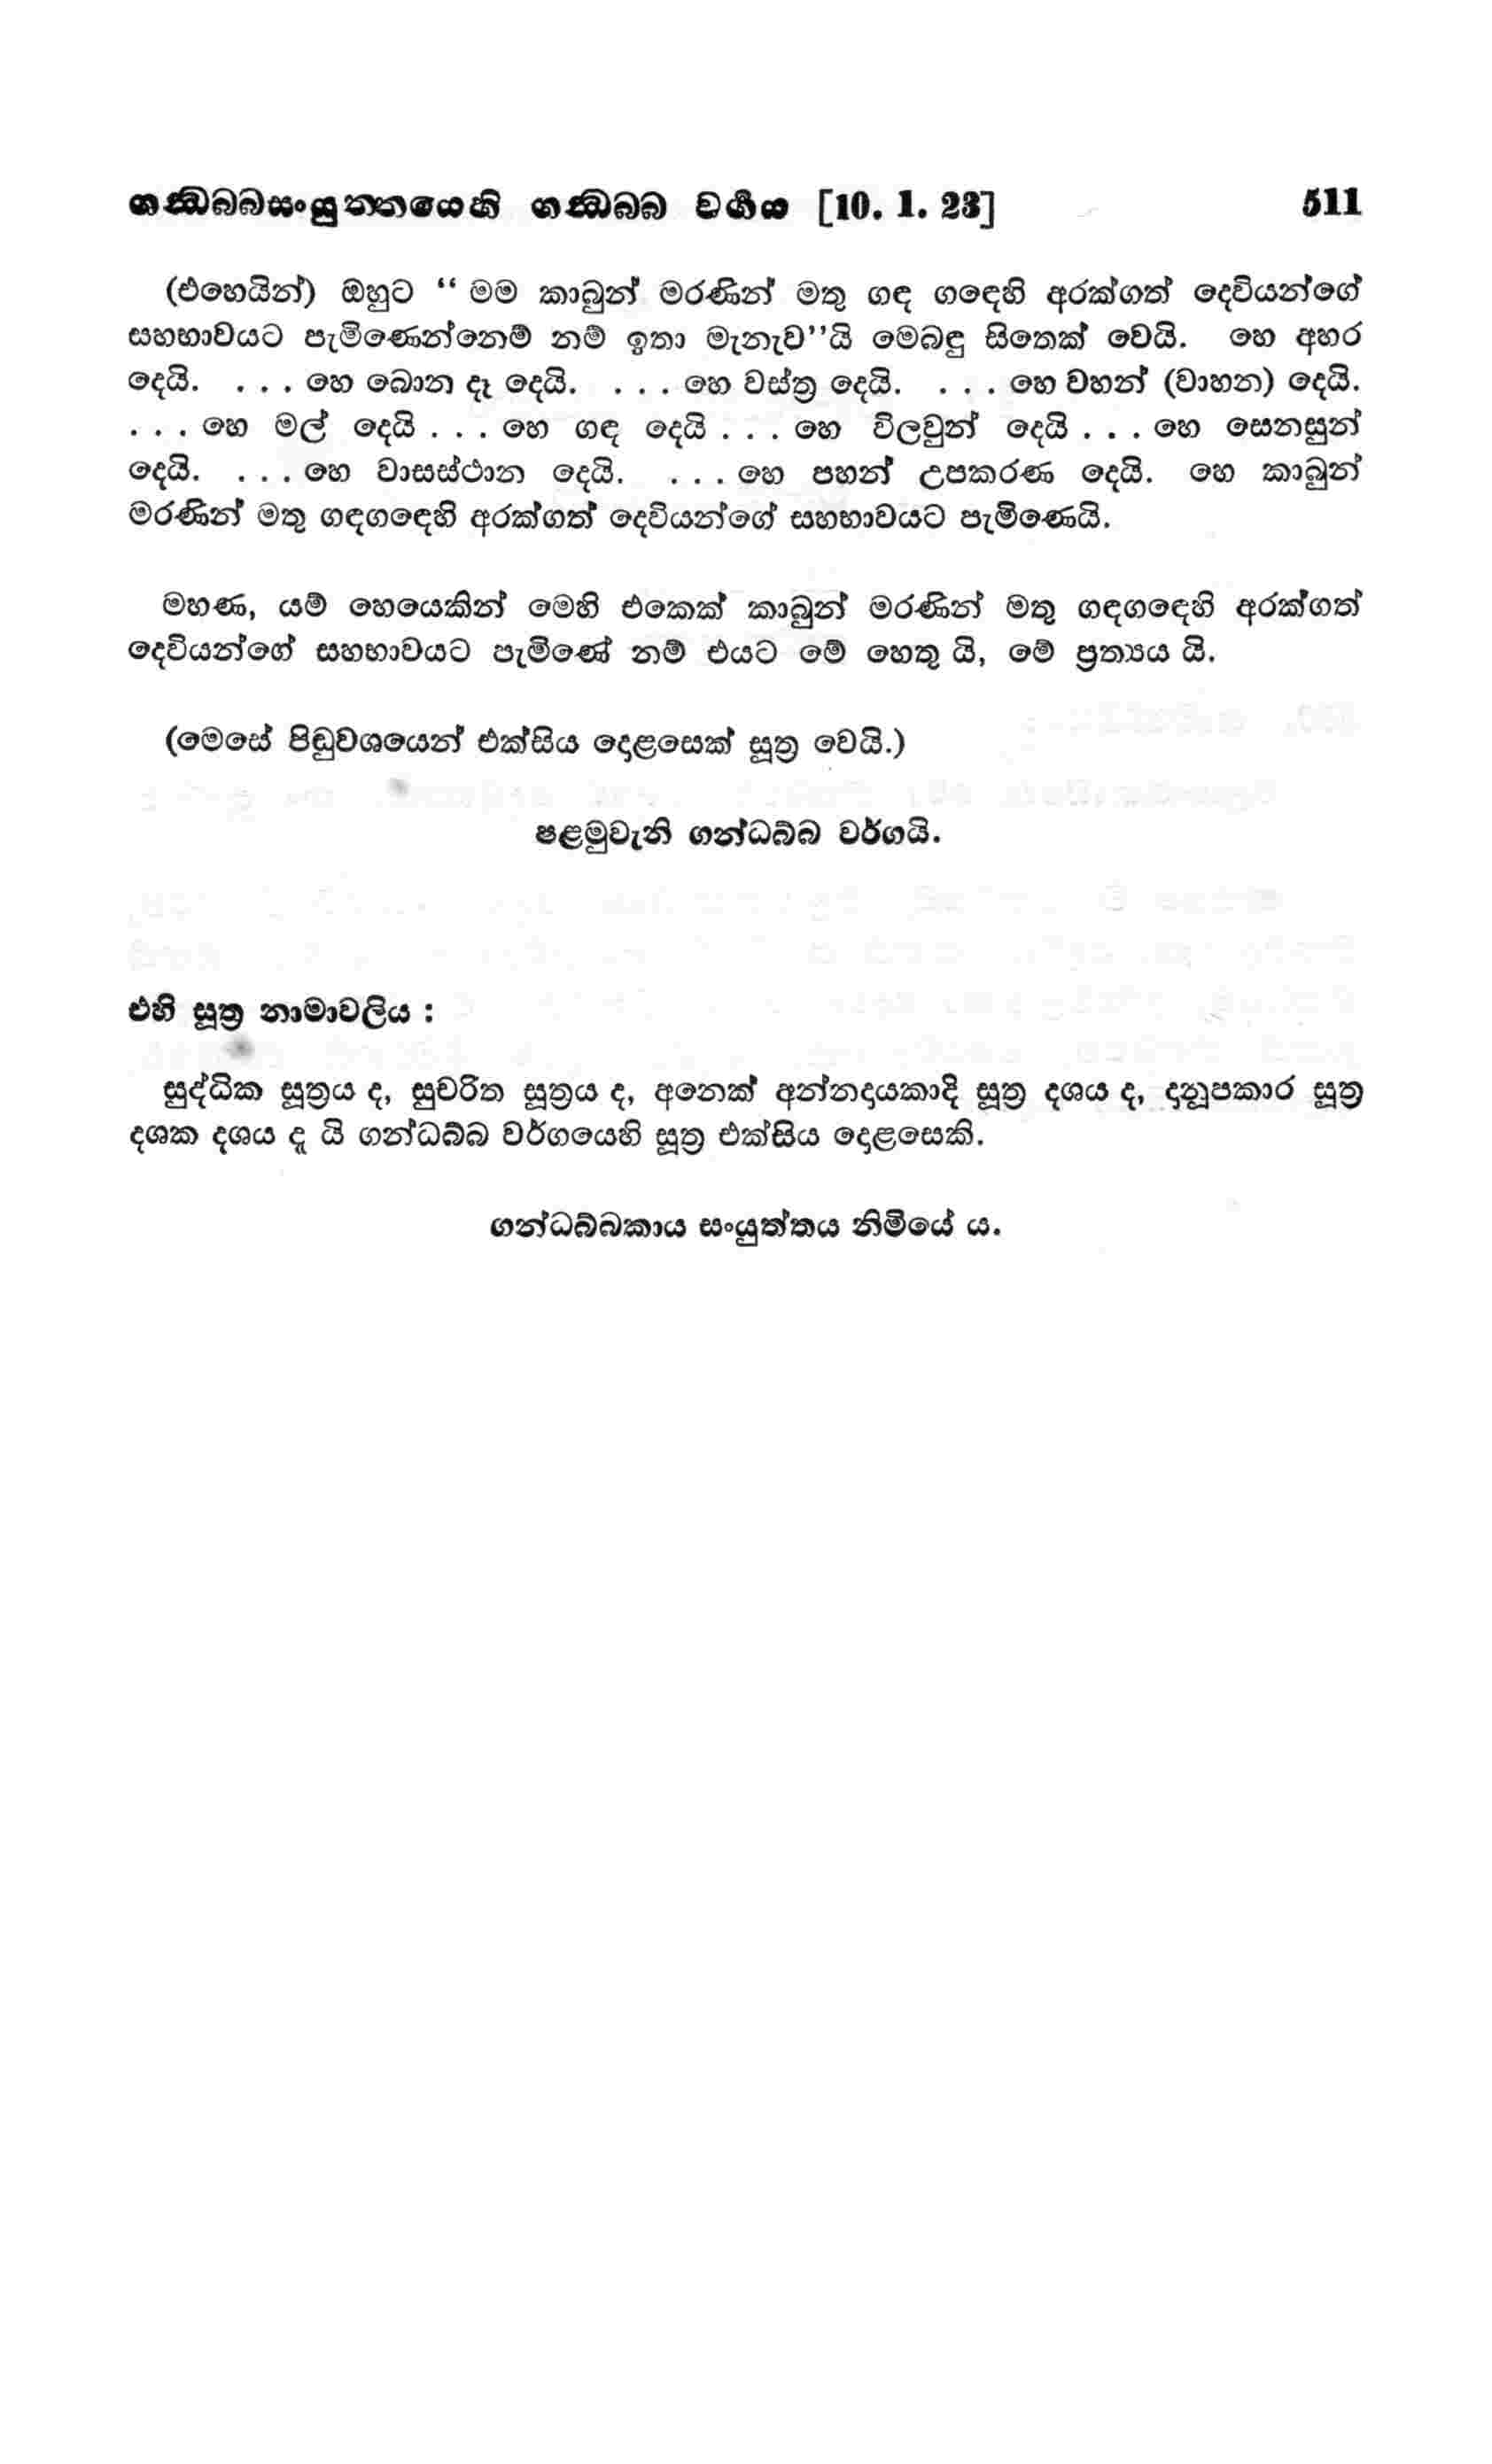 ගන්‍ධබ්බසංයුත්තයෙහි ගන්‍ධබ්බ වර්‍ගය [10. 1. 23] 511
(එහෙයින්) ඔහුට “ මම කාබුන් මරණින් මතු ගඳ ගඳෙහි අරක්ගත් දෙවියන්ගේ
සහභාවයට පැමිණෙන්නෙම් නම් ඉතා මැනැව’’යි මෙබඳු සිතෙක් වෙයි. හෙ අහර
දෙයි. . . . හෙ බොන දෑ දෙයි. . . . හෙ වස්ත්‍ර දෙයි. . . . හෙ වහන් (වාහන) දෙයි.
. . . හෙ මල් දෙයි . . . හෙ ගඳ දෙයි . . . හෙ විලවුන් දෙයි . . . හෙ සෙනසුන්
දෙයි. . . . හෙ වාසස්ථාන දෙයි. . . . හෙ පහන් උපකරණ දෙයි. හෙ කාබුන්
මරණින් මතු ගඳගඳෙහි අරක්ගත් දෙවියන්ගේ සහභාවයට පැමිණෙයි.
මහණ, යම් හෙයෙකින් මෙහි එකෙක් කාබුන් මරණින් මතු ගඳගඳෙහි අරක්ගත්
දෙවියන්ගේ සහභාවයට පැමිණේ නම් එයට මේ හෙතු යි, මේ ප්‍රත්‍යය යි.
(මෙසේ පිඬුවශයෙන් එක්සිය දොළසෙක් සූත්‍ර වෙයි.)
පළමුවැනි ගන්ධබ්බ වර්ගයි.
එහි සූත්‍ර නාමාවලිය :
සුද්ධික සූත්‍රය ද, සුචරිත සූත්‍රය ද, අනෙක් අන්නදායකාදි සූත්‍ර දශය ද, දානූපකාර සූත්‍ර
දශක දශය ද යි ගන්ධබ්බ වර්ගයෙහි සූත්‍ර එක්සිය දොළසෙකි.
ගන්ධබ්බකාය සංයුත්තය නිමියේ ය.